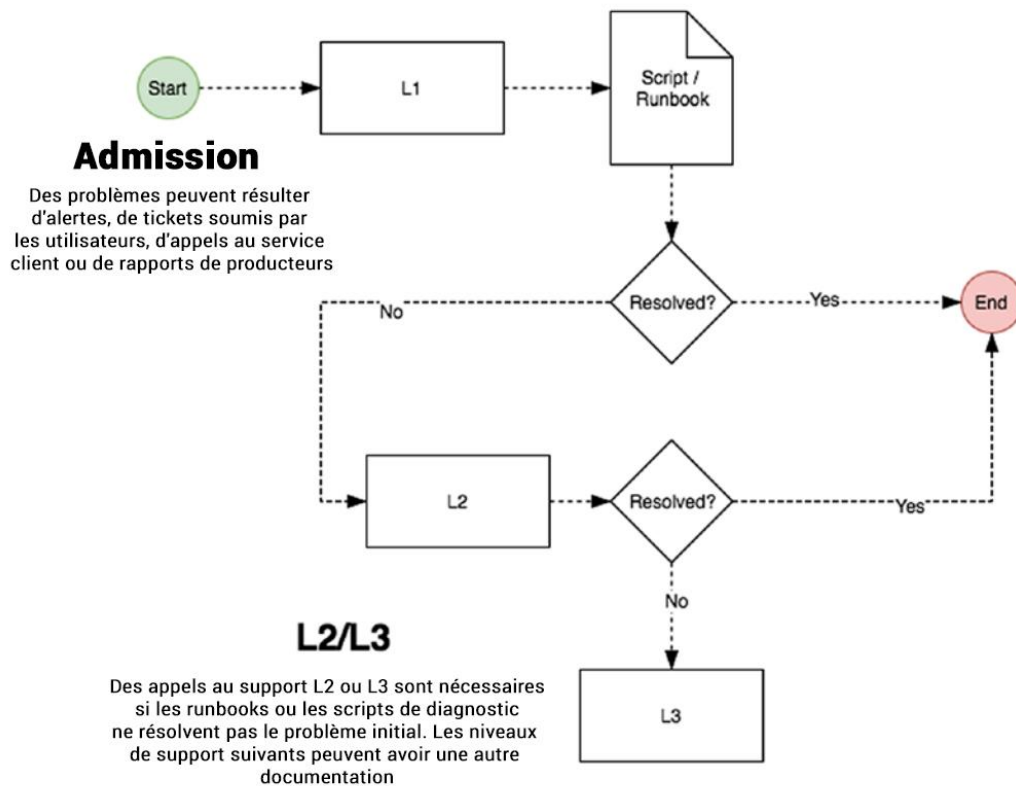 Start
L1
Script /
Runbook
Admission
Des problèmes peuvent résulter
d'alertes, de tickets soumis par
les utilisateurs, d'appels au service
client ou de rapports de producteurs
Resolved?
Yes
End
No
L2
Resolved?
Yes
No
L2/L3
Des appels au support L2 ou L3 sont nécessaires
si les runbooks ou les scripts de diagnostic
ne résolvent pas le problème initial. Les niveaux
de support suivants peuvent avoir une autre
documentation
L3